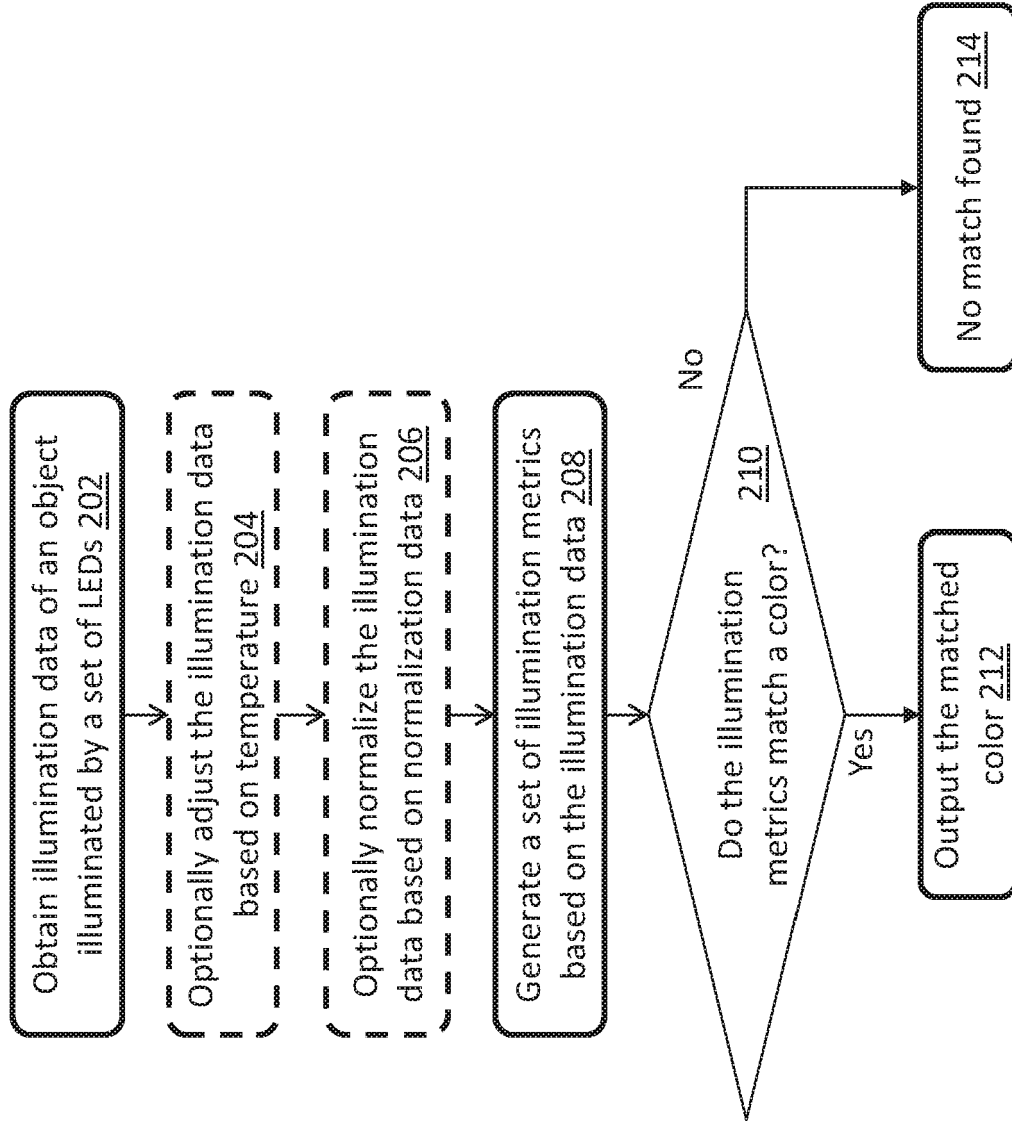 Obtain illumination data of an object
illuminated by a set of LEDs 202
Optionally adjust the illumination data
based on temperature 204
Optionally normalize the illumination
data based on normalization data 206
Generate a set of illumination metrics
based on the illumination data 208
Do the illumination
metrics match a color?
210
No
Yes
Output the matched
color 212
No match found 214